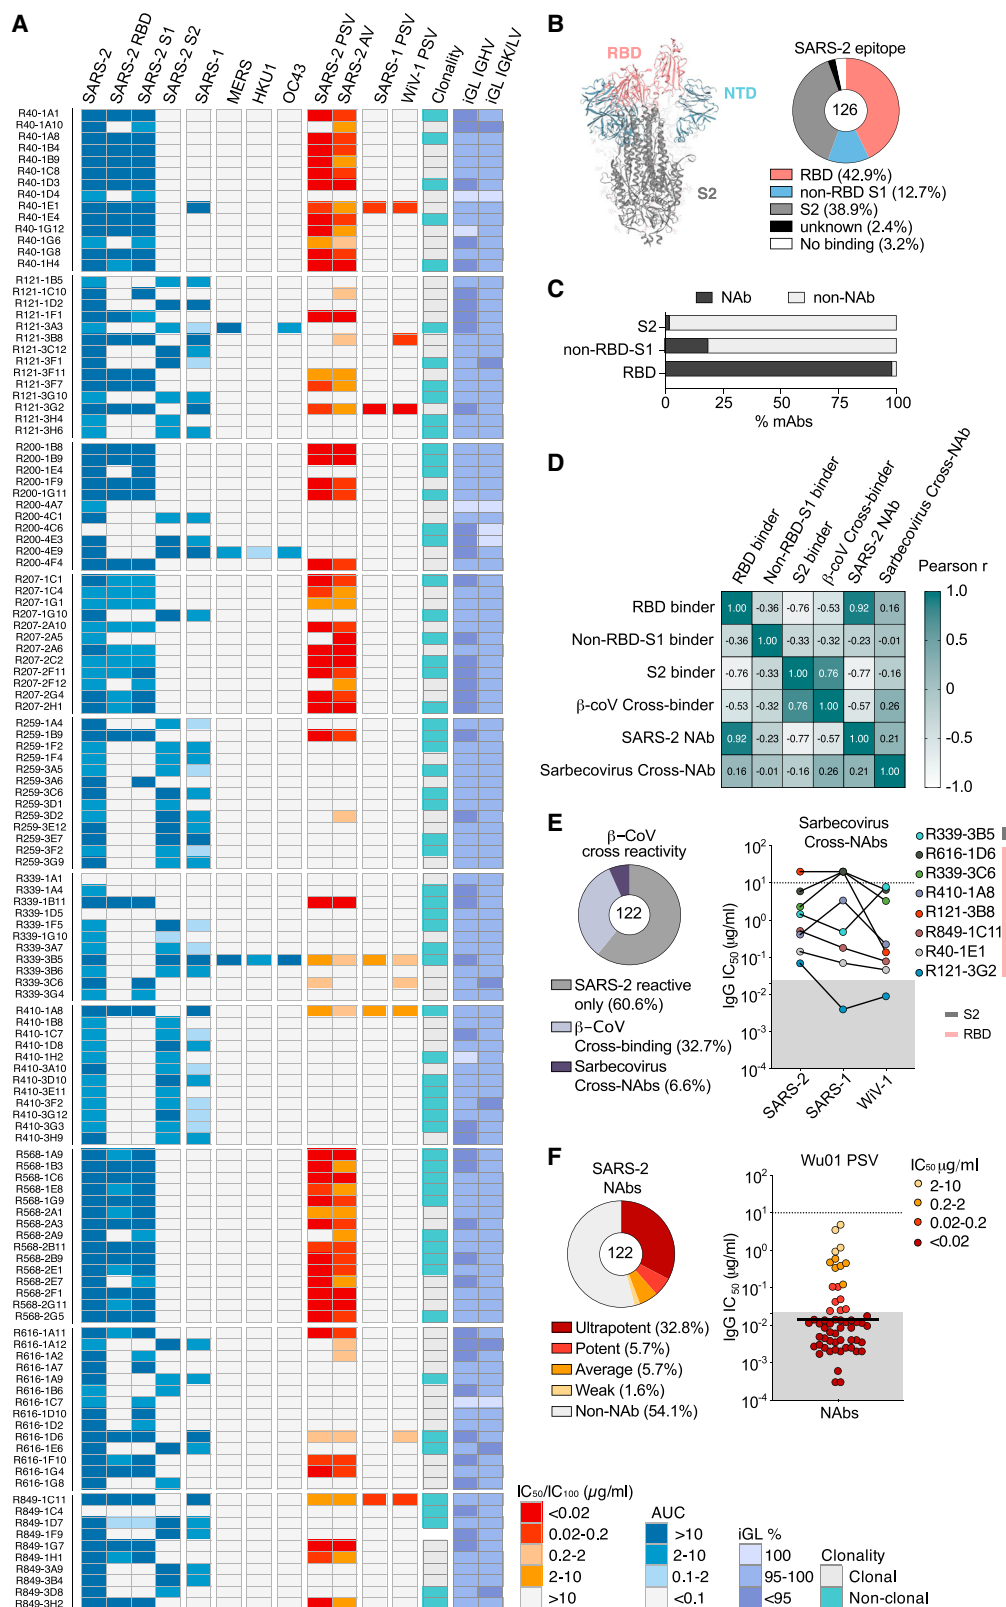 A
SARS-2
SARS-2 RBD
SARS-2 S1
SARS-2 S2
SARS-1
MERS
HKU1
OC43
SARS-2 PSV
SARS-2 AV
SARS-1 PSV
WIV-1 PSV
Clonality
iGL IGHV
iGL IGK/LV
R40-1A1
R40-1A10
R40-1A8
R40-1B4
R40-1B9
R40-1C8
R40-1D3
R40-1D4
R40-1E1
R40-1E4
R40-1G12
R40-1G6
R40-1G8
R40-1H4
R121-1B5
R121-1C10
R121-1D2
R121-1F1
R121-3A3
R121-3B8
R121-3C12
R121-3F1
R121-3F11
R121-3F7
R121-3G10
R121-3G2
R121-3H4
R121-3H6
R200-1B8
R200-1B9
R200-1E4
R200-1F9
R200-1G11
R200-4A7
R200-4C1
R200-4C6
R200-4E3
R200-4E9
R200-4F4
R207-1C1
R207-1C4
R207-1G1
R207-1G10
R207-2A10
R207-2A5
R207-2A6
R207-2C2
R207-2F11
R207-2F12
R207-2G4
R207-2H1
R259-1A4
R259-1B9
R259-1F2
R259-1F4
R259-3A5
R259-3A6
R259-3C6
R259-3D1
R259-3D2
R259-3E12
R259-3E7
R259-3F2
R259-3G9
R339-1A1
R339-1A4
R339-1B11
R339-1D5
R339-1F5
R339-1G10
R339-3A7
R339-3B5
R339-3B6
R339-3C6
R339-3G4
R410-1A8
R410-1B8
R410-1C7
R410-1D8
R410-1H2
R410-3A10
R410-3D10
R410-3E11
R410-3F2
R410-3G12
R410-3G3
R410-3H9
R568-1A9
R568-1B3
R568-1C6
R568-1E8
R568-1G9
R568-2A1
R568-2A3
R568-2A9
R568-2B11
R568-2B9
R568-2E1
R568-2E7
R568-2F1
R568-2G11
R568-2G5
R616-1A11
R616-1A12
R616-1A2
R616-1A7
R616-1A9
R616-1B6
R616-1C7
R616-1D10
R616-1D2
R616-1D6
R616-1E6
R616-1F10
R616-1G4
R616-1G8
R849-1C11
R849-1C4
R849-1D7
R849-1F9
R849-1G7
R849-1H1
R849-3A9
R849-3B4
R849-3D8
R849-3H2
IC50/IC100 (µg/ml)
<0.02
0.02-0.2
0.2-2
2-10
>10
AUC
>10
2-10
0.1-2
<0.1
iGL %
100
95-100
<95
Clonality
Clonal
Non-clonal
B
RBD
NTD
S2
SARS-2 epitope
126
RBD (42.9%)
non-RBD S1 (12.7%)
S2 (38.9%)
unknown (2.4%)
No binding (3.2%)
C
NAb
non-NAb
S2
non-RBD-S1
RBD
0
25
50
75
100
% mAbs
D
RBD binder
Non-RBD-S1 binder
S2 binder
β-coV Cross-binder
SARS-2 NAb
Sarbecovirus Cross-NAb
Pearson r
RBD binder 1.00 -0.36 -0.76 -0.53 0.92 0.16
Non-RBD-S1 binder -0.36 1.00 -0.33 -0.32 -0.23 -0.01
S2 binder -0.76 -0.33 1.00 0.76 -0.77 -0.16
β-coV Cross-binder -0.53 -0.32 0.76 1.00 -0.57 0.26
SARS-2 NAb 0.92 -0.23 -0.77 -0.57 1.00 0.21
Sarbecovirus Cross-NAb 0.16 -0.01 -0.16 0.26 0.21 1.00
1.0
0.5
0
-0.5
-1.0
E
β-CoV
cross reactivity
122
SARS-2 reactive
only (60.6%)
β-CoV
Cross-binding (32.7%)
Sarbecovirus
Cross-NAbs (6.6%)
Sarbecovirus
Cross-NAbs
IgG IC50 (µg/ml)
10^1
10^0
10^-1
10^-2
10^-3
10^-4
SARS-2
SARS-1
WIV-1
R339-3B5
R616-1D6
R339-3C6
R410-1A8
R121-3B8
R849-1C11
R40-1E1
R121-3G2
S2
RBD
F
SARS-2
NAbs
122
Ultrapotent (32.8%)
Potent (5.7%)
Average (5.7%)
Weak (1.6%)
Non-NAb (54.1%)
Wu01 PSV
IgG IC50 (µg/ml)
10^2
10^1
10^0
10^-1
10^-2
10^-3
10^-4
NAbs
IC50 µg/ml
2-10
0.2-2
0.02-0.2
<0.02